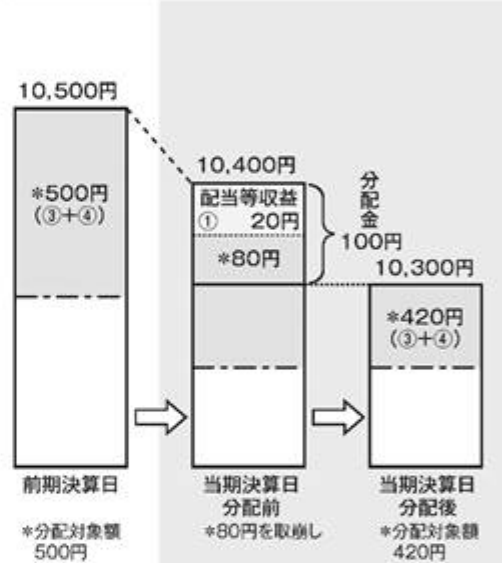 10,500円
*500円
(③+④)
前期決算日
*分配対象額
500円
10,400円
配当等収益
① 20円
*80円
分配金
100円
当期決算日
分配前
*80円を取崩し
10,300円
*420円
(③+④)
当期決算日
分配後
*分配対象額
420円